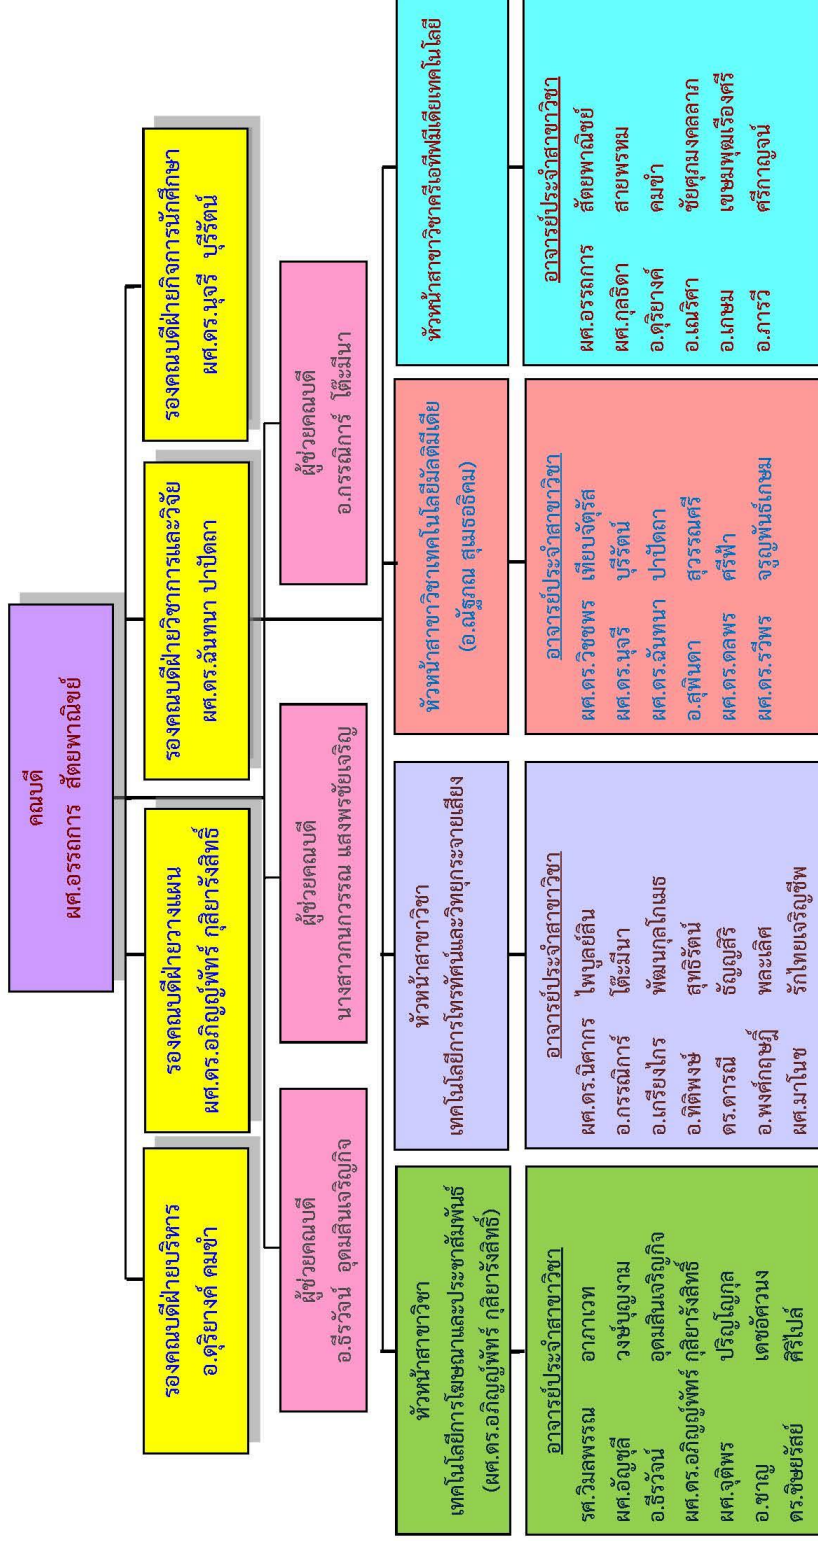 คณบดี
ผศ.อรรถการ สัตยพาณิชย์
รองคณบดีฝ่ายบริหาร
อ.ดุริยางค์ คมขำ
รองคณบดีฝ่ายวางแผน
ผศ.ดร.อภิญญ์พัทร์ กุสิยารังสิทธิ์
รองคณบดีฝ่ายวิชาการและวิจัย
ผศ.ดร.ฉันทนา ปาปัดถา
รองคณบดีฝ่ายกิจการนักศึกษา
ผศ.ดร.นุจรี บุรีรัตน์
ผู้ช่วยคณบดี
อ.ธีรวัจน์ อุดมสินเจริญกิจ
ผู้ช่วยคณบดี
นางสาวกนกวรรณ แสงพรชัยเจริญ
ผู้ช่วยคณบดี
อ.กรรณิการ์ โต๊ะมีนา
หัวหน้าสาขาวิชา
เทคโนโลยีการโฆษณาและประชาสัมพันธ์
(ผศ.ดร.อภิญญ์พัทร์ กุสิยารังสิทธิ์)
หัวหน้าสาขาวิชา
เทคโนโลยีการโทรทัศน์และวิทยุกระจายเสียง
หัวหน้าสาขาวิชาเทคโนโลยีมัลติมีเดีย
(อ.ณัฐภณ สุเมธอธิคม)
หัวหน้าสาขาวิชาครีเอทีฟมีเดียเทคโนโลยี
อาจารย์ประจำสาขาวิชา
รศ.วิมลพรรณ อาภาเวท
ผศ.อัญชุลี วงษ์บุญงาม
อ.ธีรวัจน์ อุดมสินเจริญกิจ
ผศ.ดร.อภิญญ์พัทร์ กุสิยารังสิทธิ์
ผศ.จุติพร ปริญโญกุล
อ.ชาญ เดชอัศวนง
ดร.ชิษยรัสย์ ศิริไปล์
อาจารย์ประจำสาขาวิชา
ผศ.ดร.นิศากร ไพบูลย์สิน
อ.กรรณิการ์ โต๊ะมีนา
อ.เกรียงไกร พัฒนกุลโกเมธ
อ.ทิติพงษ์ สุทธิรัตน์
ดร.ดารณี ธัญญสิริ
อ.พงศ์กฤษฎิ์ พละเลิศ
ผศ.มาโนช รักไทยเจริญชีพ
อาจารย์ประจำสาขาวิชา
ผศ.ดร.วิชชพร เทียบจัตุรัส
ผศ.ดร.นุจรี บุรีรัตน์
ผศ.ดร.ฉันทนา ปาปัดถา
อ.สุพินดา สุวรรณศรี
ผศ.ดร.ดลพร ศรีฟ้า
ผศ.ดร.รวีพร จรูญพันธ์เกษม
อาจารย์ประจำสาขาวิชา
ผศ.อรรถการ สัตยพาณิชย์
ผศ.กุลธิดา สายพรหม
อ.ดุริยางค์ คมขำ
อ.เณริศา ชัยศุภมงคลลาภ
อ.เกษม เขษมพุฒเรืองศรี
อ.ภารวี ศรีกาญจน์